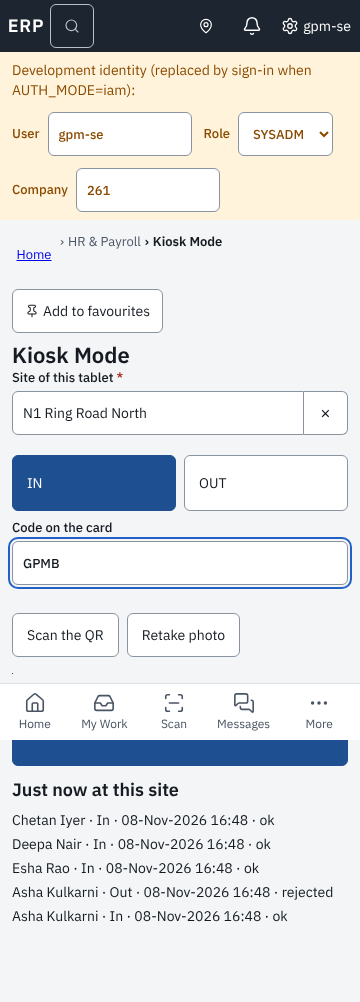 ERP
gpm-se
Development identity (replaced by sign-in when
AUTH_MODE=iam):
User gpm-se Role SYSADM
Company 261
Home › HR & Payroll › Kiosk Mode
Add to favourites
Kiosk Mode
Site of this tablet *
N1 Ring Road North ×
IN OUT
Code on the card
GPMB
Scan the QR Retake photo
Home My Work Scan Messages More
Just now at this site
Chetan Iyer · In · 08-Nov-2026 16:48 · ok
Deepa Nair · In · 08-Nov-2026 16:48 · ok
Esha Rao · In · 08-Nov-2026 16:48 · ok
Asha Kulkarni · Out · 08-Nov-2026 16:48 · rejected
Asha Kulkarni · In · 08-Nov-2026 16:48 · ok